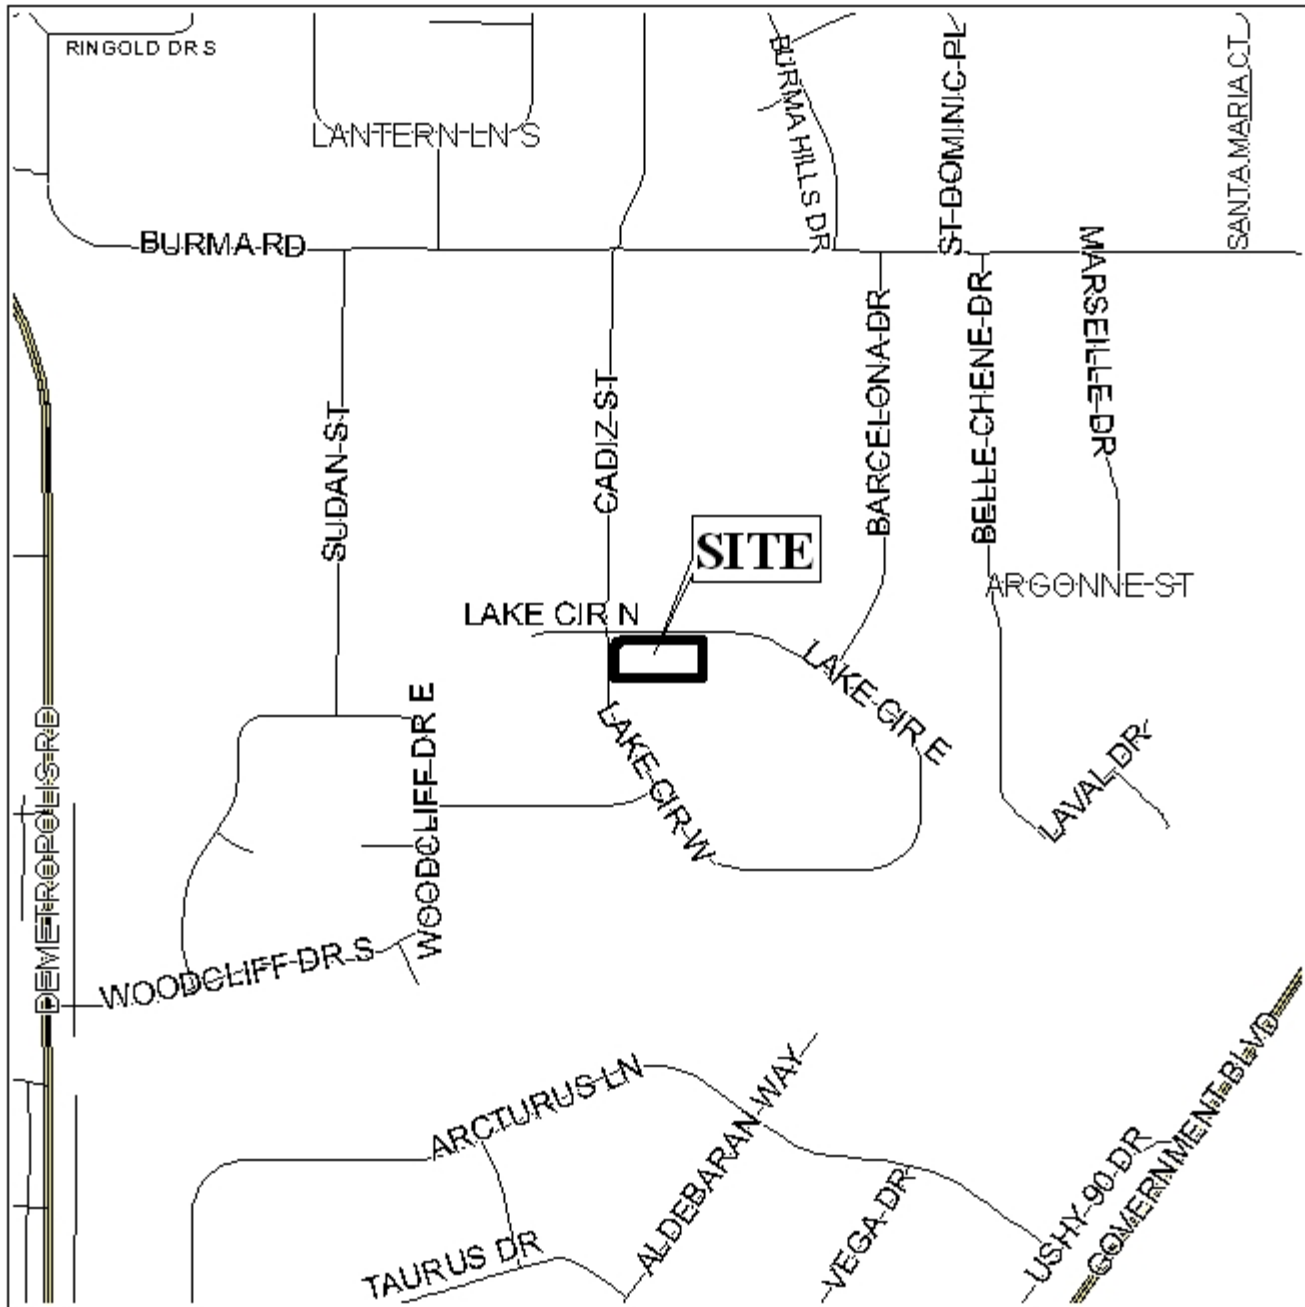 RINGOLD DR S
LANTERN LN S
BURMA HILLS DR
ST DOMINIC PL
SANTA MARIA CT
BURMA RD
MARSEILLE DR
SUDAN ST
CADIZ ST
BARCELONA DR
BELLE CHENE DR
SITE
ARGONNE ST
LAKE CIR N
LAKE CIR E
LAKE CIR W
WOODCLIFF DR E
LAVAL DR
DEMETROPOLIS RD
WOODCLIFF DR S
ARCTURUS LN
ALDEBARAN WAY
GOVERNMENT BLVD
USHY 90 DR
VEGA DR
TAURUS DR